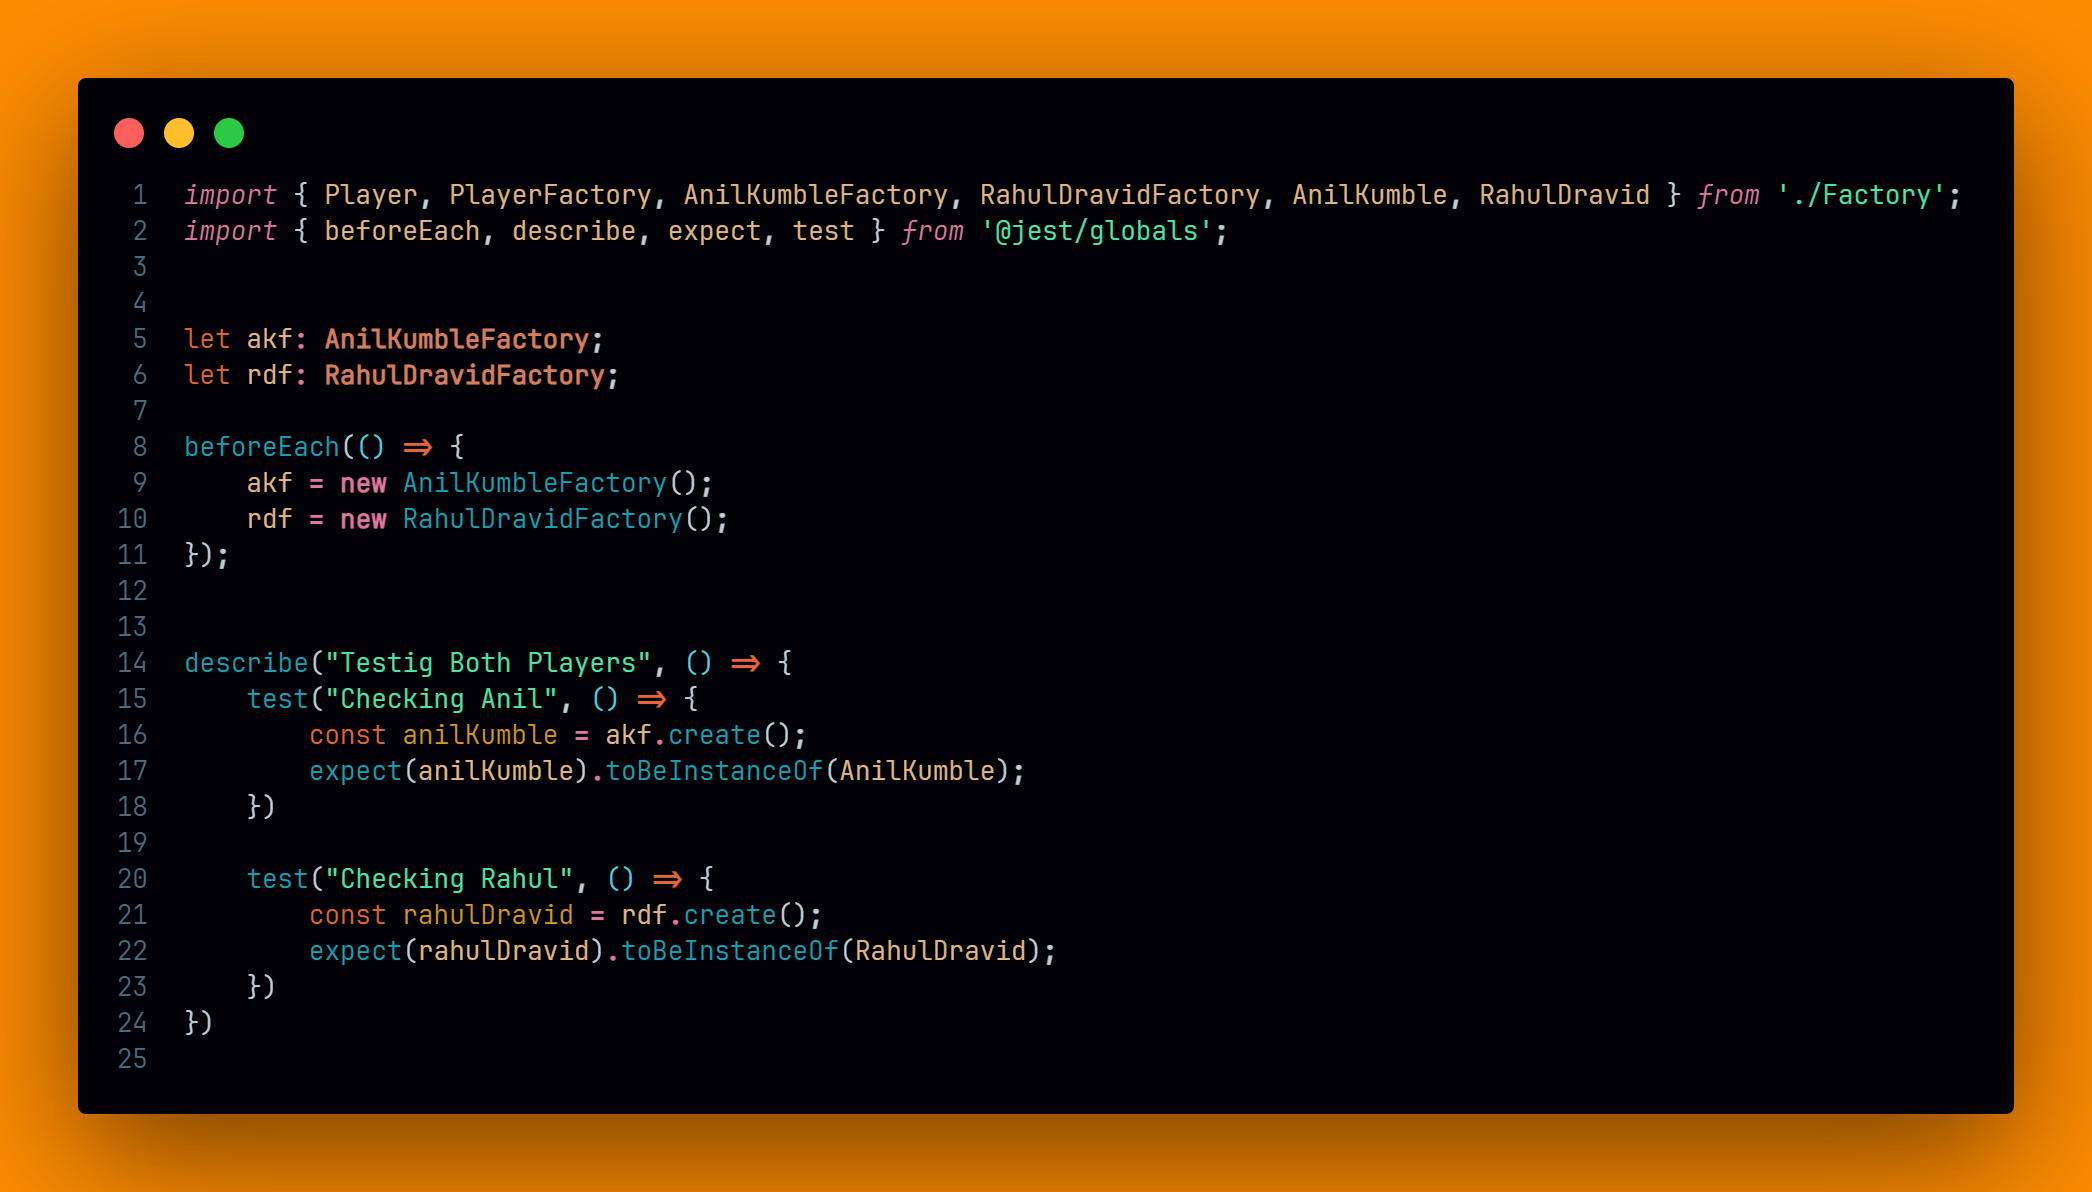 1 import { Player, PlayerFactory, AnilKumbleFactory, RahulDravidFactory, AnilKumble, RahulDravid } from './Factory';
2 import { beforeEach, describe, expect, test } from '@jest/globals';
3
4
5 let akf: AnilKumbleFactory;
6 let rdf: RahulDravidFactory;
7
8 beforeEach(() => {
9     akf = new AnilKumbleFactory();
10     rdf = new RahulDravidFactory();
11 });
12
13
14 describe("Testig Both Players", () => {
15     test("Checking Anil", () => {
16         const anilKumble = akf.create();
17         expect(anilKumble).toBeInstanceOf(AnilKumble);
18     })
19
20     test("Checking Rahul", () => {
21         const rahulDravid = rdf.create();
22         expect(rahulDravid).toBeInstanceOf(RahulDravid);
23     })
24 })
25